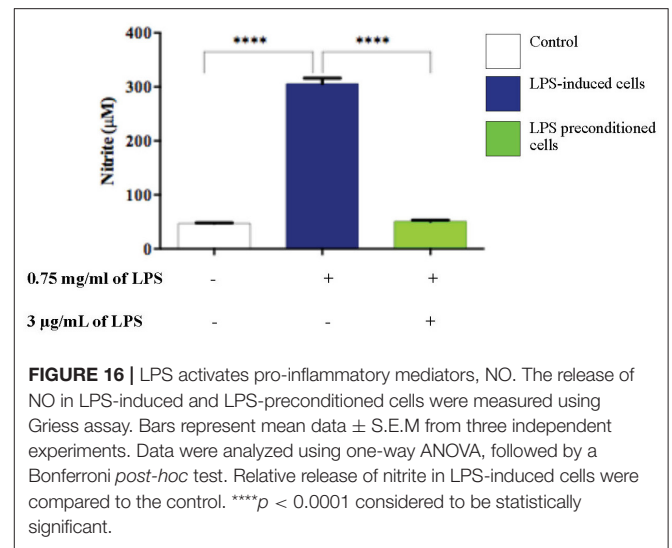 400
300
200
100
0
Nitrite (μM)
**** ****
Control
LPS-induced cells
LPS preconditioned
cells
0.75 mg/ml of LPS - + +
3 μg/mL of LPS - - +
FIGURE 16 | LPS activates pro-inflammatory mediators, NO. The release of
NO in LPS-induced and LPS-preconditioned cells were measured using
Griess assay. Bars represent mean data ± S.E.M from three independent
experiments. Data were analyzed using one-way ANOVA, followed by a
Bonferroni post-hoc test. Relative release of nitrite in LPS-induced cells were
compared to the control. ****p < 0.0001 considered to be statistically
significant.